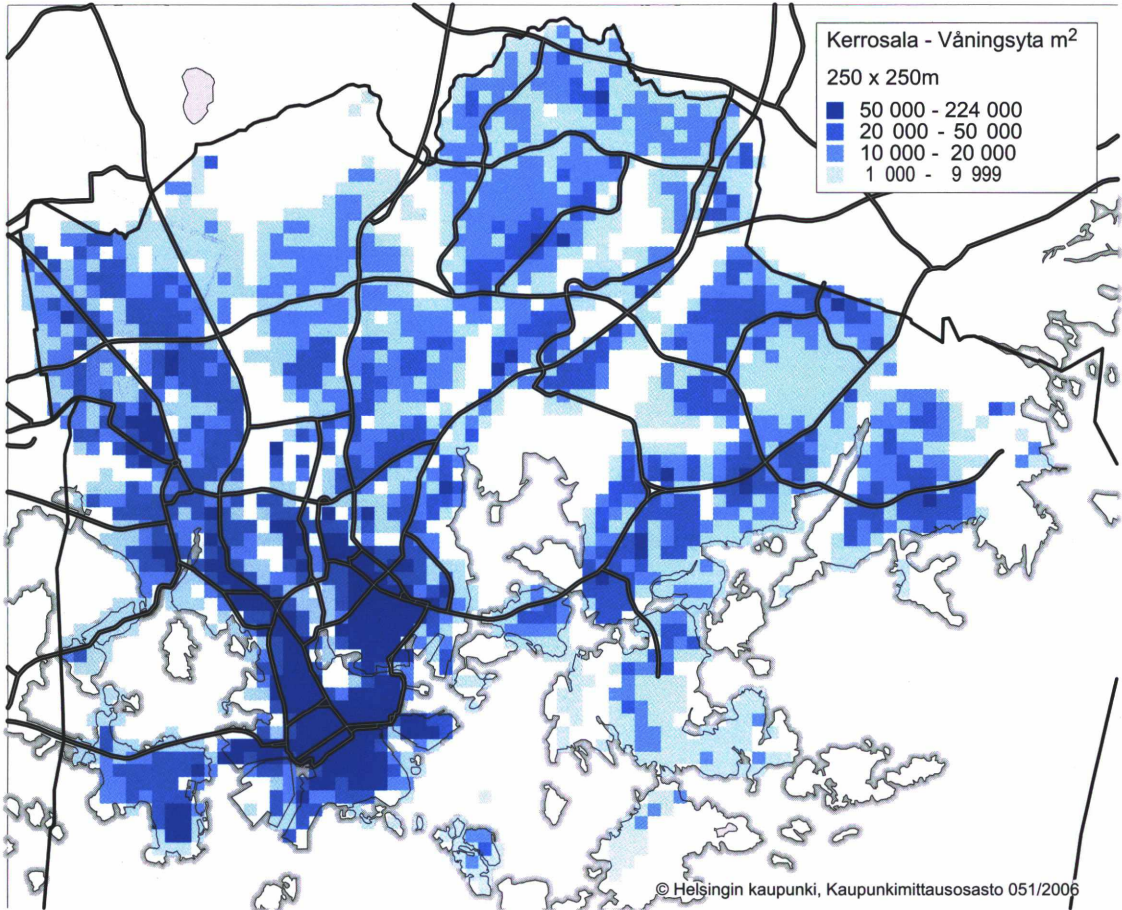 Kerrosala - Våningsyta m²
250 x 250m
50 000 - 224 000
20 000 - 50 000
10 000 - 20 000
1 000 - 9 999
© Helsingin kaupunki, Kaupunkimittausosasto 051/2006